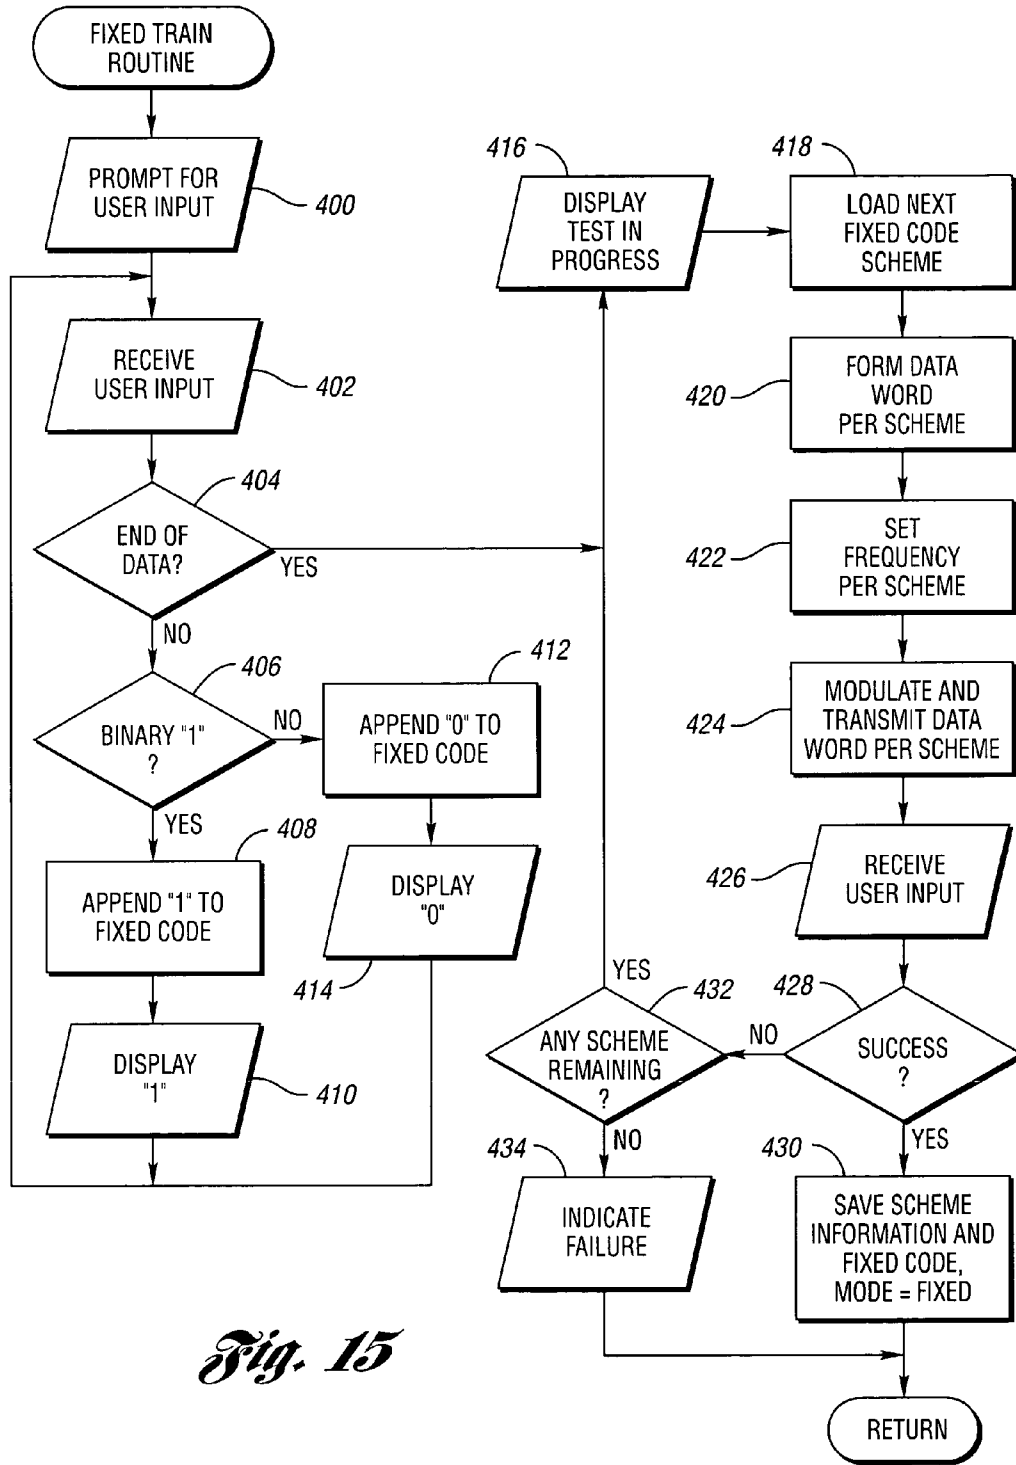 FIXED TRAIN
ROUTINE
PROMPT FOR
USER INPUT
400
RECEIVE
USER INPUT
402
END OF
DATA?
404
YES
NO
BINARY "1"
?
406
NO
YES
APPEND "1" TO
FIXED CODE
408
DISPLAY
"1"
410
APPEND "0" TO
FIXED CODE
412
DISPLAY
"0"
414
DISPLAY
TEST IN
PROGRESS
416
LOAD NEXT
FIXED CODE
SCHEME
418
FORM DATA
WORD
PER SCHEME
420
SET
FREQUENCY
PER SCHEME
422
MODULATE AND
TRANSMIT DATA
WORD PER SCHEME
424
RECEIVE
USER INPUT
426
SUCCESS
?
428
NO
YES
SAVE SCHEME
INFORMATION AND
FIXED CODE,
MODE = FIXED
430
ANY SCHEME
REMAINING
?
432
YES
NO
INDICATE
FAILURE
434
RETURN
Fig. 15